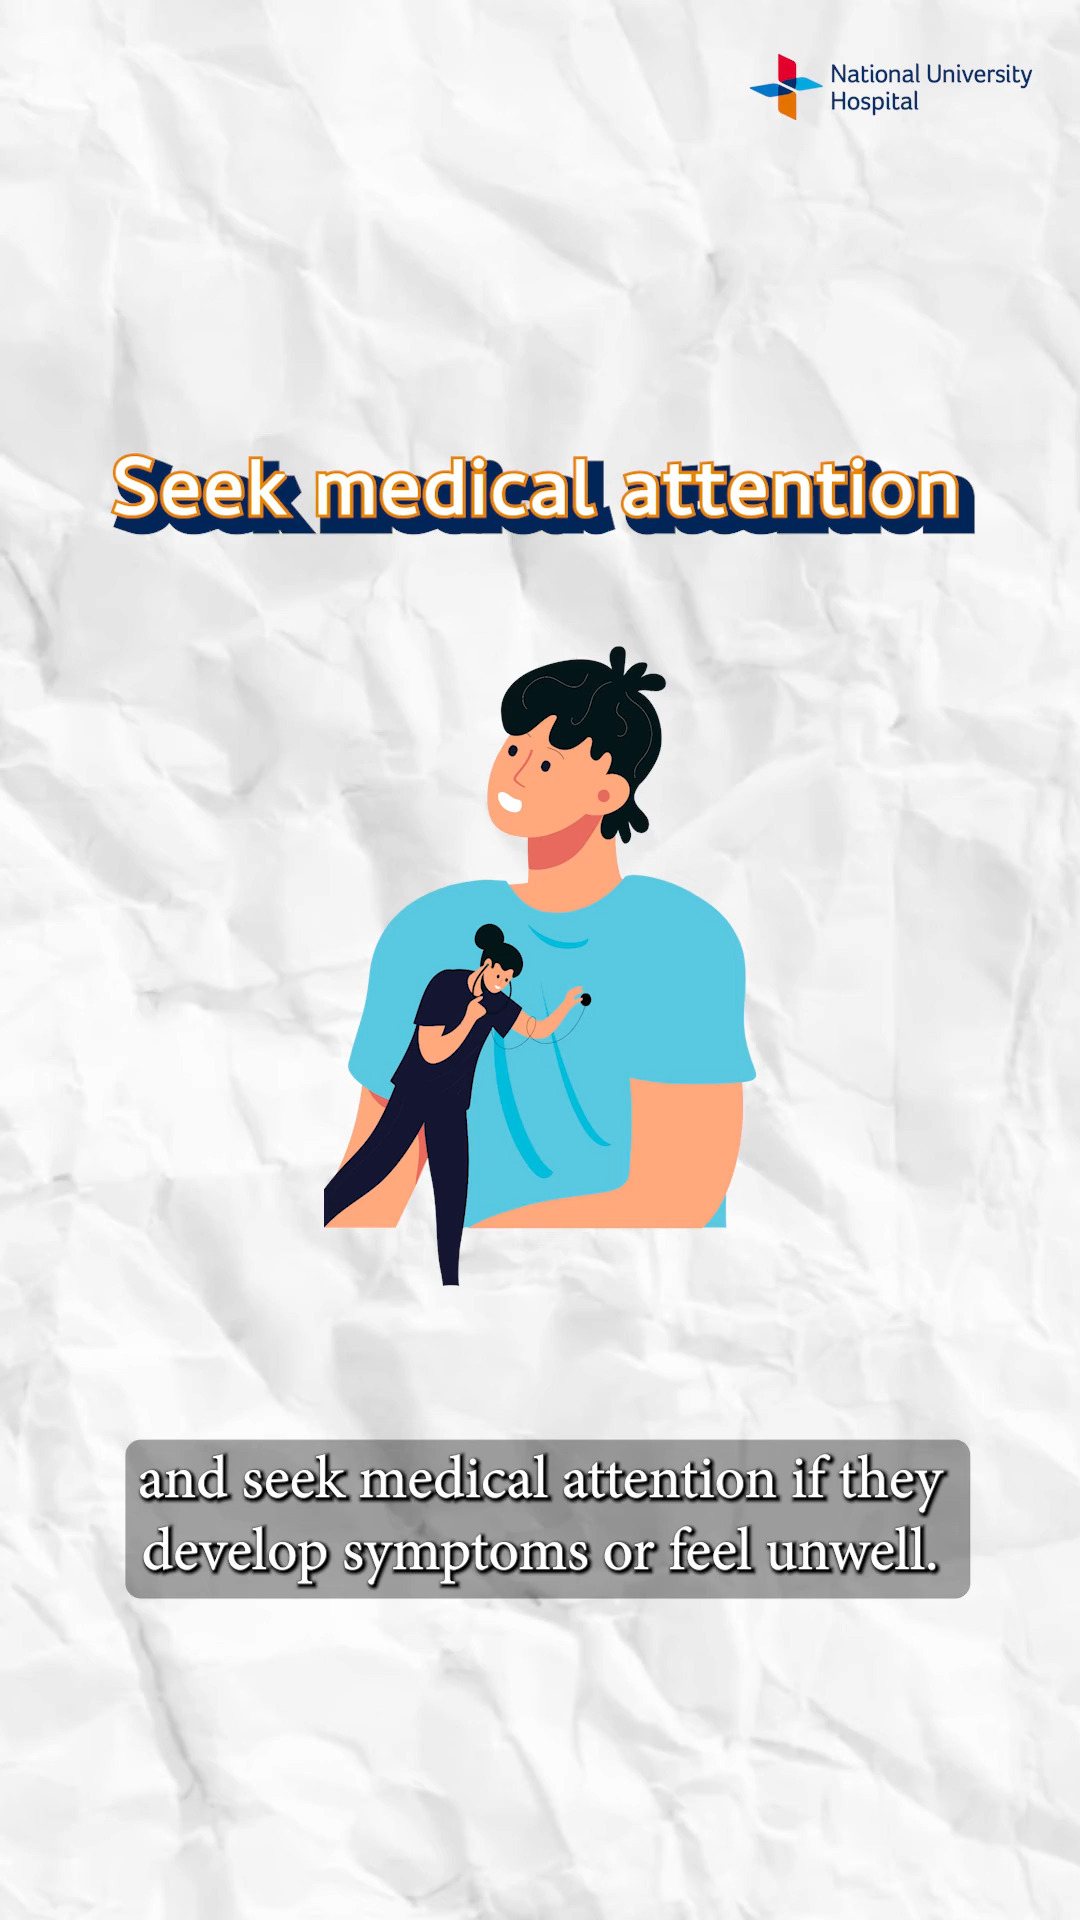 National University
Hospital
Seek medical attention
and seek medical attention if they
develop symptoms or feel unwell.